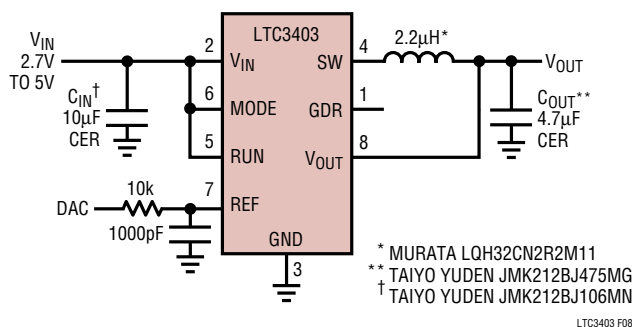 LTC3403
VIN
2.7V
TO 5V
2
VIN
SW
4
2.2µH*
VOUT
CIN†
10µF
CER
6
MODE
GDR
1
COUT**
4.7µF
CER
5
RUN
VOUT
8
DAC
10k
7
REF
1000pF
GND
3
* MURATA LQH32CN2R2M11
** TAIYO YUDEN JMK212BJ475MG
† TAIYO YUDEN JMK212BJ106MN
LTC3403 F08